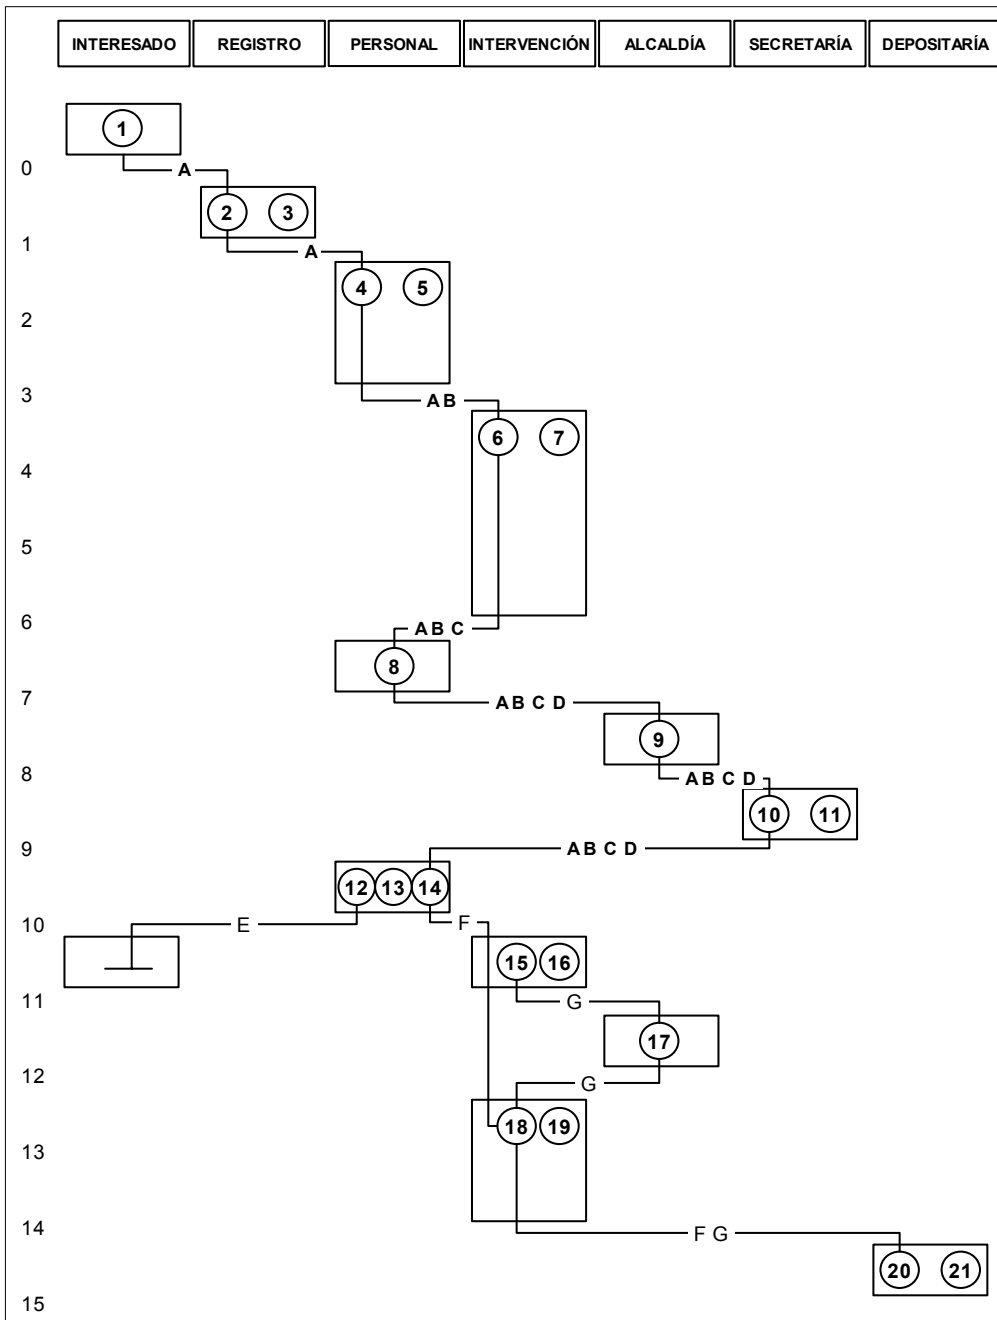 INTERESADO REGISTRO PERSONAL INTERVENCIÓN ALCALDÍA SECRETARÍA DEPOSITARÍA
1
0
A
2 3
1
A
4 5
2
3
AB
6 7
4
5
6
AB C
8
7
AB C D
9
8
AB C D
10 11
9
AB C D
12 13 14
10
E F
15 16
11
G
17
12
G
18 19
13
14
F G
20 21
15